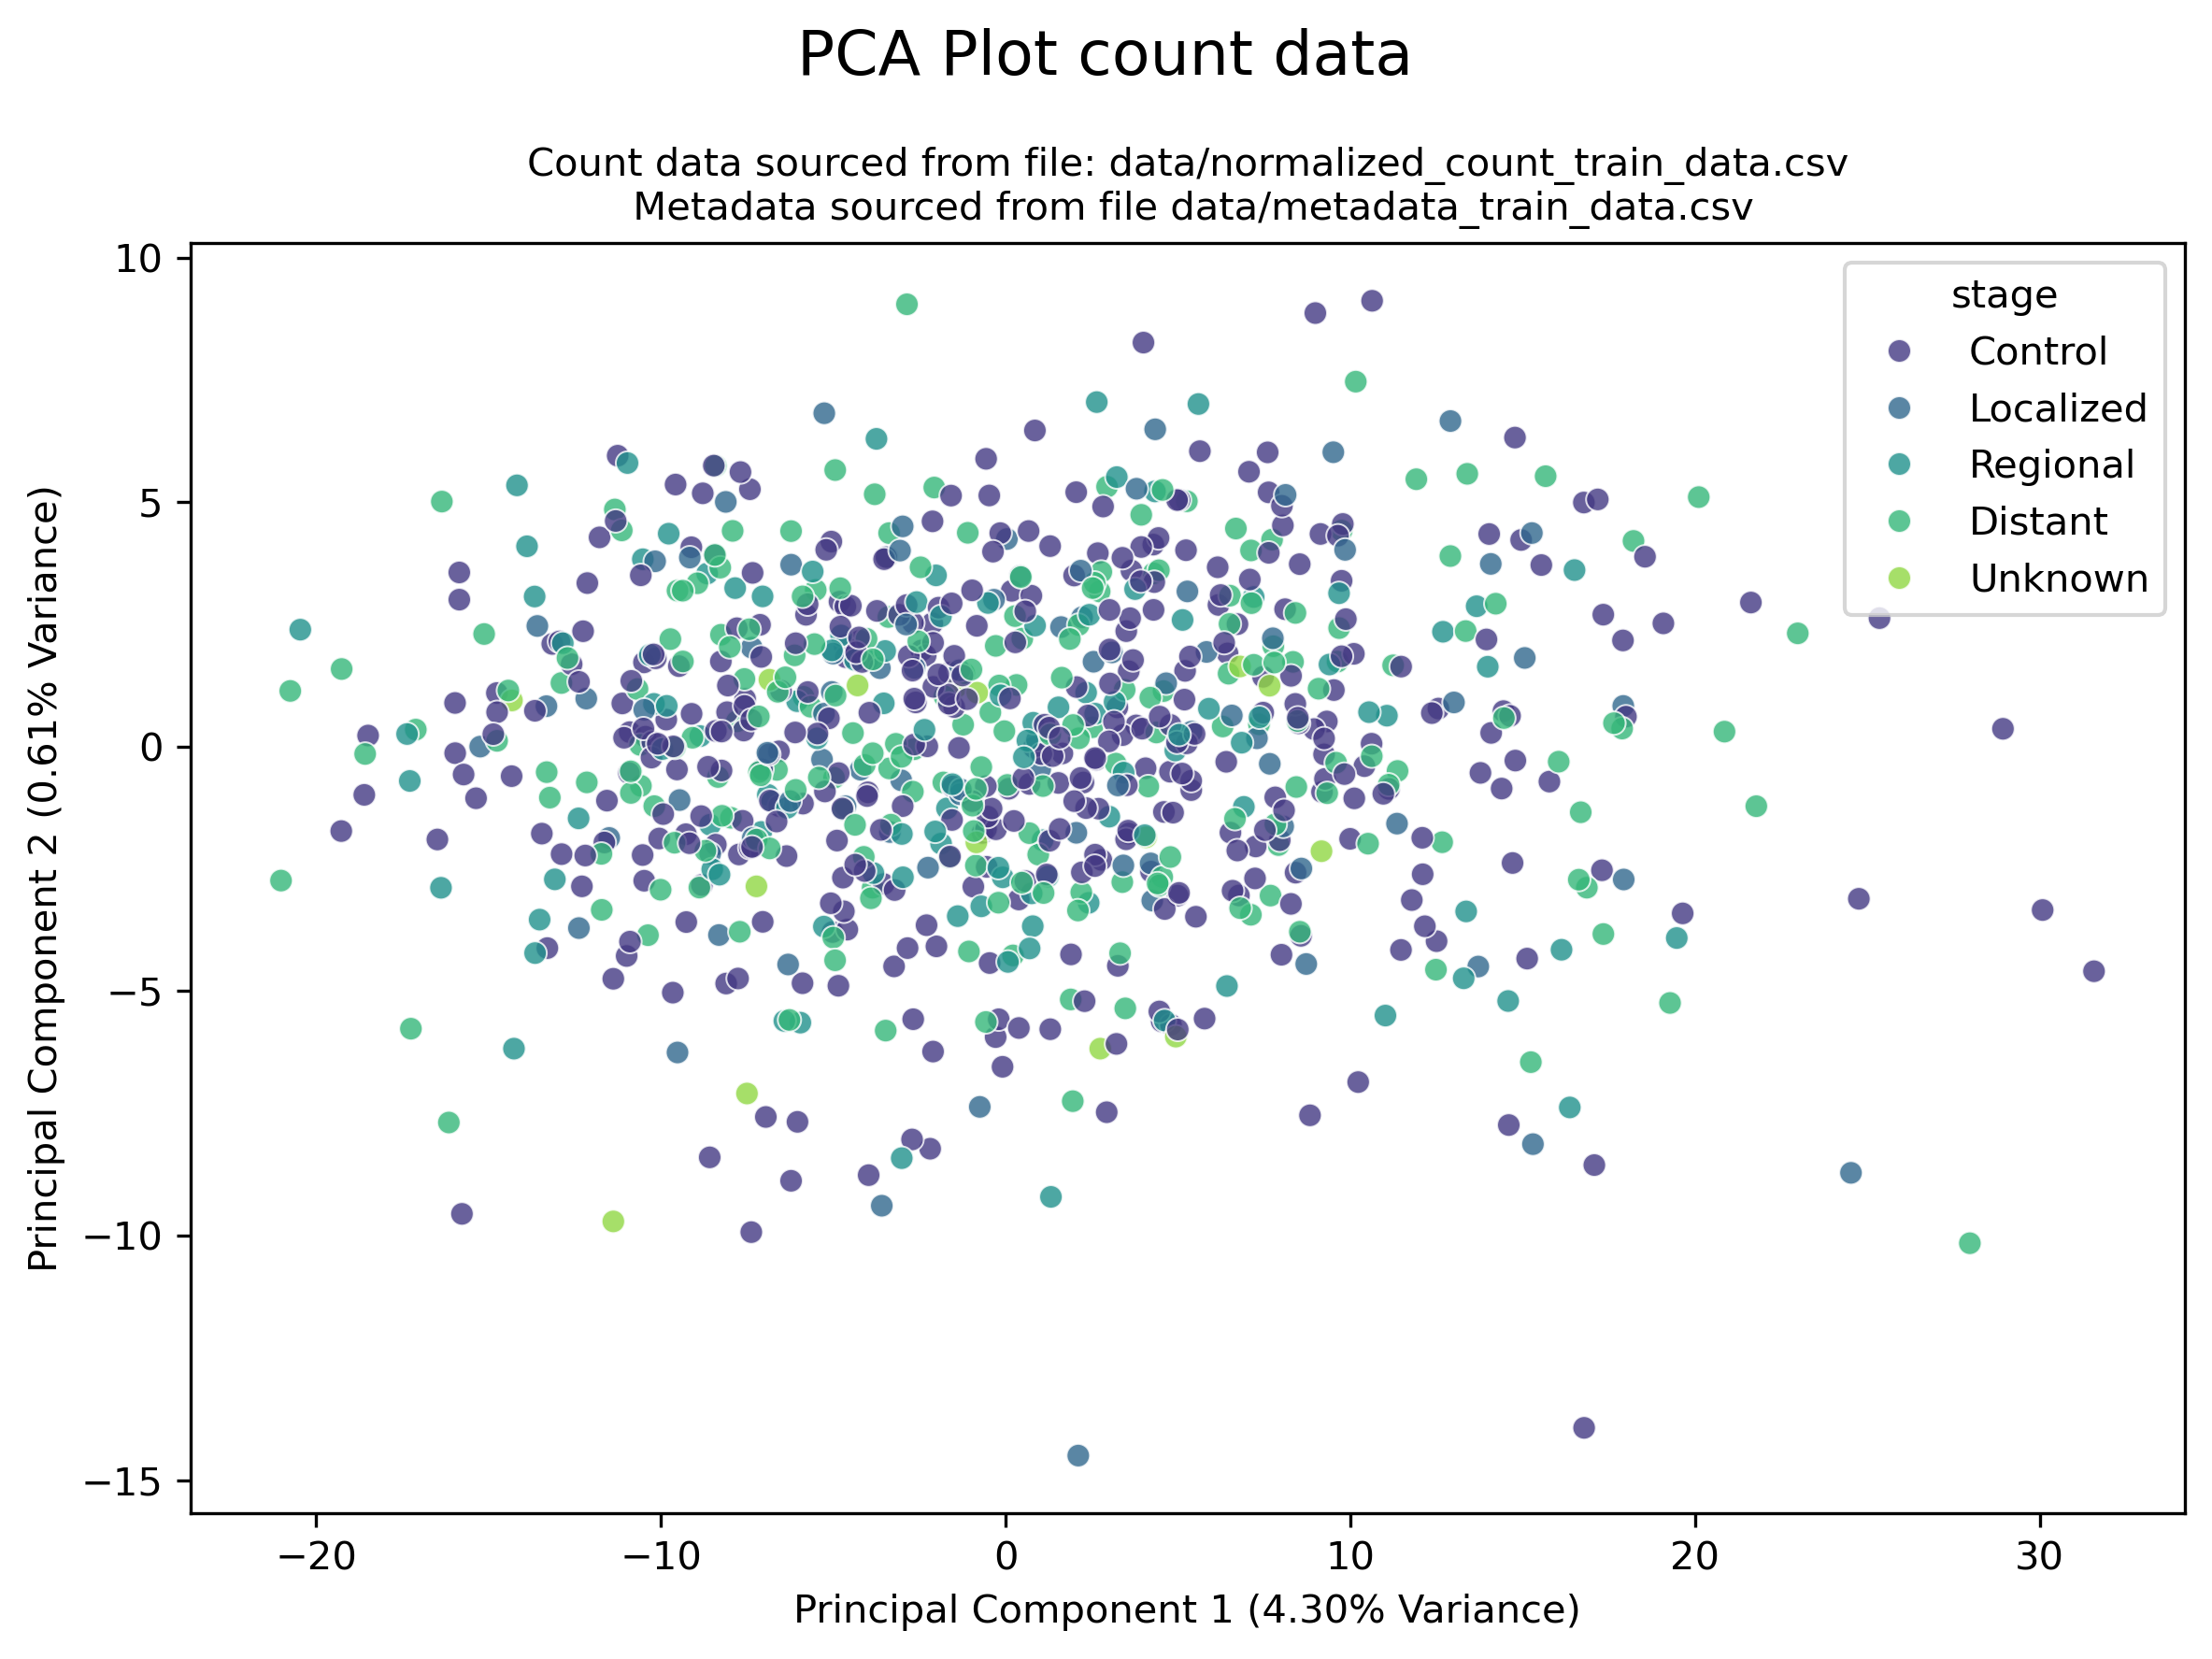 PCA Plot count data
Count data sourced from file: data/normalized_count_train_data.csv
Metadata sourced from file data/metadata_train_data.csv
stage
Control
Localized
Regional
Distant
Unknown
Principal Component 2 (0.61% Variance)
10
5
0
−5
−10
−15
−20
−10
0
10
20
30
Principal Component 1 (4.30% Variance)